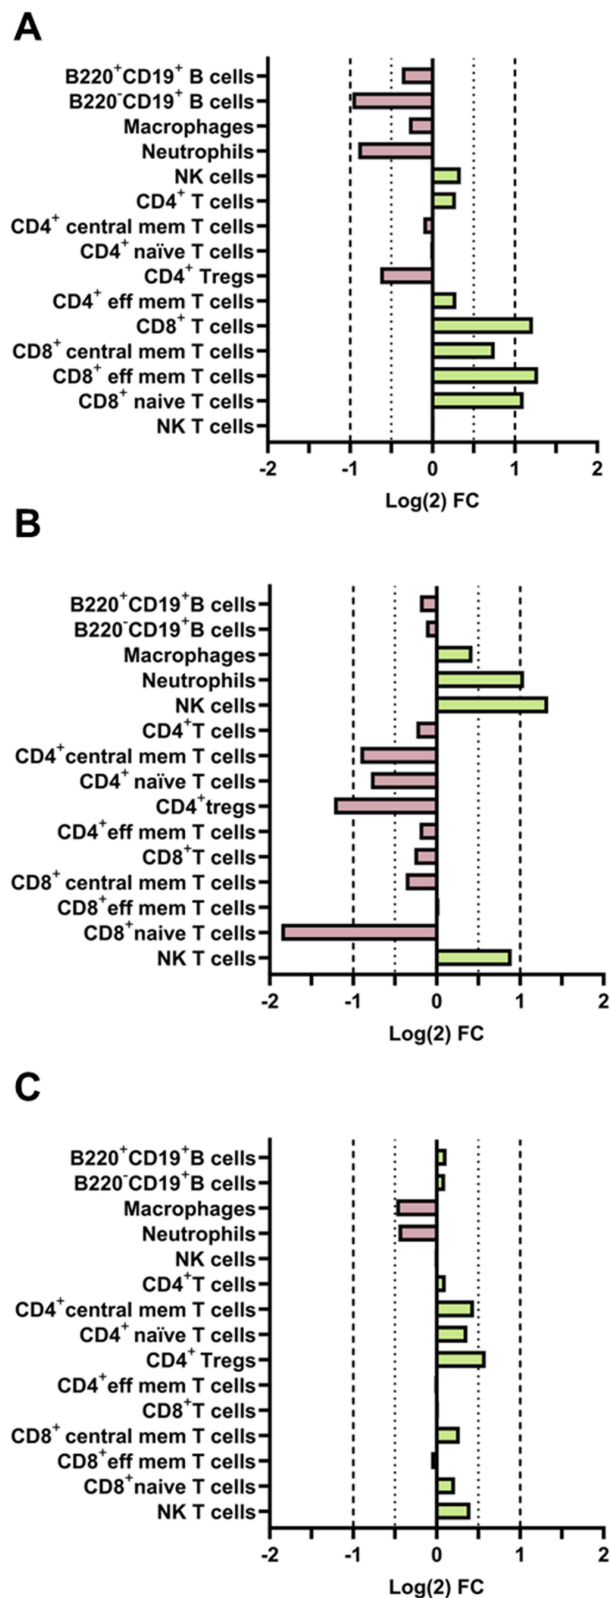 A
B220⁺CD19⁺ B cells
B220⁻CD19⁺ B cells
Macrophages
Neutrophils
NK cells
CD4⁺ T cells
CD4⁺ central mem T cells
CD4⁺ naïve T cells
CD4⁺ Tregs
CD4⁺ eff mem T cells
CD8⁺ T cells
CD8⁺ central mem T cells
CD8⁺ eff mem T cells
CD8⁺ naive T cells
NK T cells
-2 -1 0 1 2
Log(2) FC
B
B220⁺CD19⁺B cells
B220⁻CD19⁺B cells
Macrophages
Neutrophils
NK cells
CD4⁺T cells
CD4⁺central mem T cells
CD4⁺ naïve T cells
CD4⁺tregs
CD4⁺eff mem T cells
CD8⁺T cells
CD8⁺ central mem T cells
CD8⁺eff mem T cells
CD8⁺naive T cells
NK T cells
-2 -1 0 1 2
Log(2) FC
C
B220⁺CD19⁺B cells
B220⁻CD19⁺B cells
Macrophages
Neutrophils
NK cells
CD4⁺T cells
CD4⁺central mem T cells
CD4⁺ naïve T cells
CD4⁺ Tregs
CD4⁺eff mem T cells
CD8⁺T cells
CD8⁺ central mem T cells
CD8⁺eff mem T cells
CD8⁺naive T cells
NK T cells
-2 -1 0 1 2
Log(2) FC